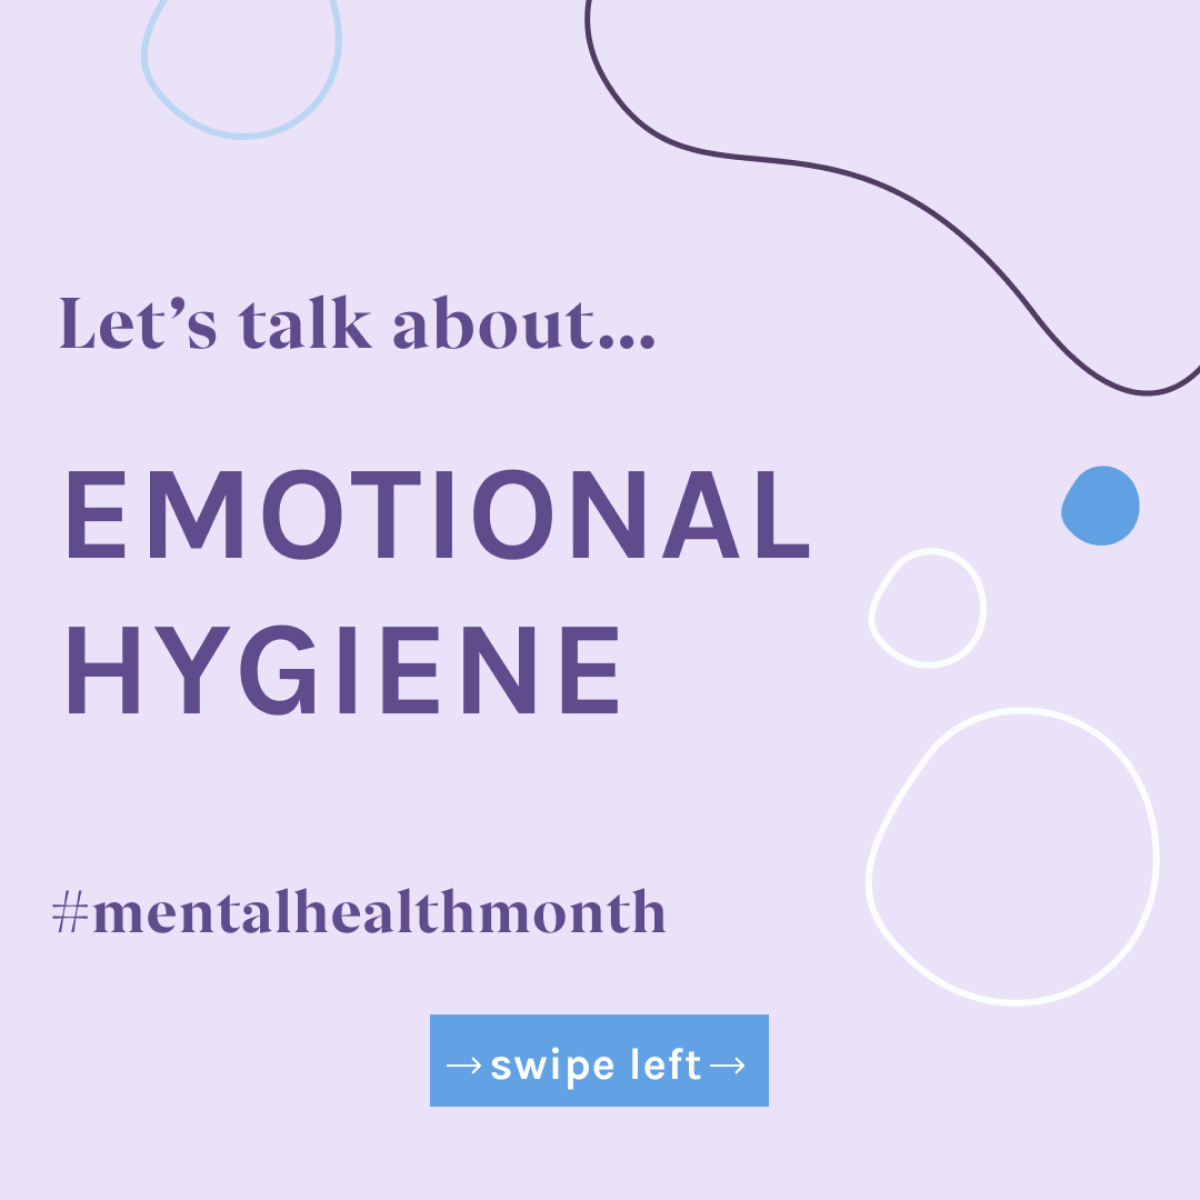 Let’s talk about...
EMOTIONAL
HYGIENE
#mentalhealthmonth
→swipe left→